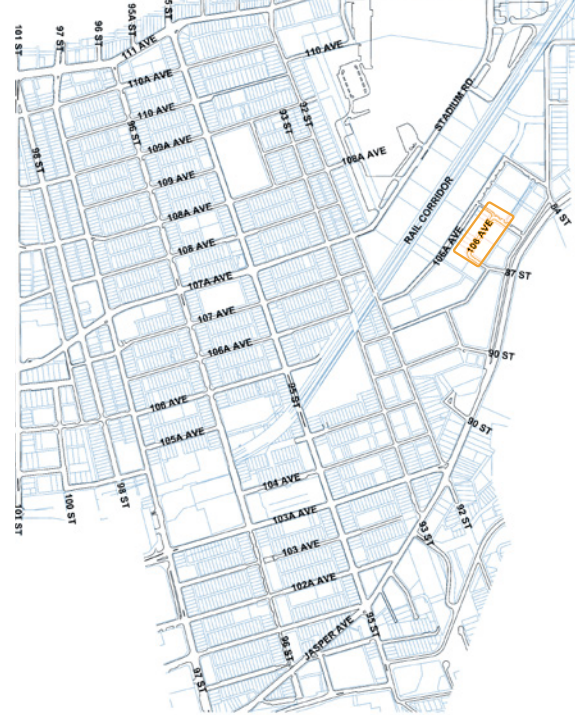 95A ST
95 ST
96 ST
97 ST
101 ST
111 AVE
110 AVE
110A AVE
STADIUM RD
110 AVE
93 ST
92 ST
96 ST
109A AVE
98 ST
108A AVE
109 AVE
RAIL CORRIDOR
84 ST
108A AVE
106 AVE
106A AVE
108 AVE
87 ST
107A AVE
107 AVE
106A AVE
90 ST
95 ST
106 AVE
90 ST
105A AVE
104 AVE
98 ST
100 ST
101 ST
92 ST
103A AVE
93 ST
103 AVE
102A AVE
95 ST
JASPER AVE
96 ST
97 ST